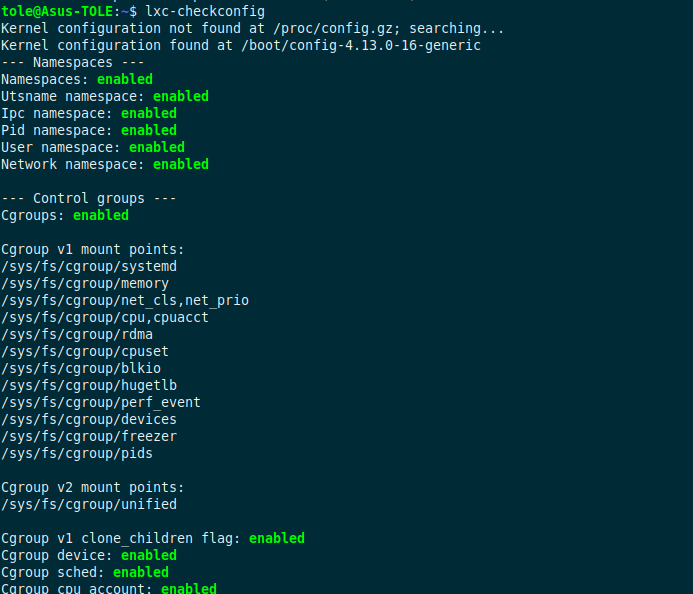 tole@Asus-TOLE:~$ lxc-checkconfig
Kernel configuration not found at /proc/config.gz; searching...
Kernel configuration found at /boot/config-4.13.0-16-generic
--- Namespaces ---
Namespaces: enabled
Utsname namespace: enabled
Ipc namespace: enabled
Pid namespace: enabled
User namespace: enabled
Network namespace: enabled

--- Control groups ---
Cgroups: enabled

Cgroup v1 mount points:
/sys/fs/cgroup/systemd
/sys/fs/cgroup/memory
/sys/fs/cgroup/net_cls,net_prio
/sys/fs/cgroup/cpu,cpuacct
/sys/fs/cgroup/rdma
/sys/fs/cgroup/cpuset
/sys/fs/cgroup/blkio
/sys/fs/cgroup/hugetlb
/sys/fs/cgroup/perf_event
/sys/fs/cgroup/devices
/sys/fs/cgroup/freezer
/sys/fs/cgroup/pids

Cgroup v2 mount points:
/sys/fs/cgroup/unified

Cgroup v1 clone_children flag: enabled
Cgroup device: enabled
Cgroup sched: enabled
Cgroup cpu account: enabled